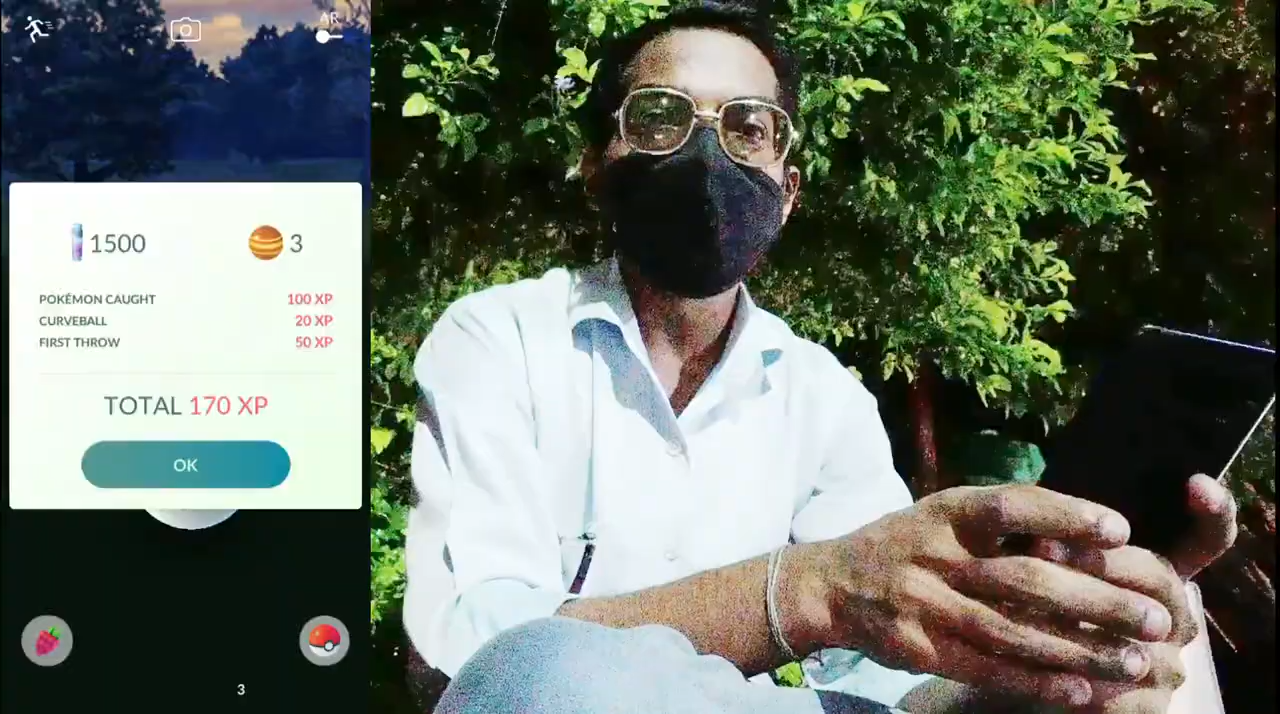 AR
1500 3
POKÉMON CAUGHT 100 XP
CURVEBALL 20 XP
FIRST THROW 50 XP
TOTAL 170 XP
OK
3